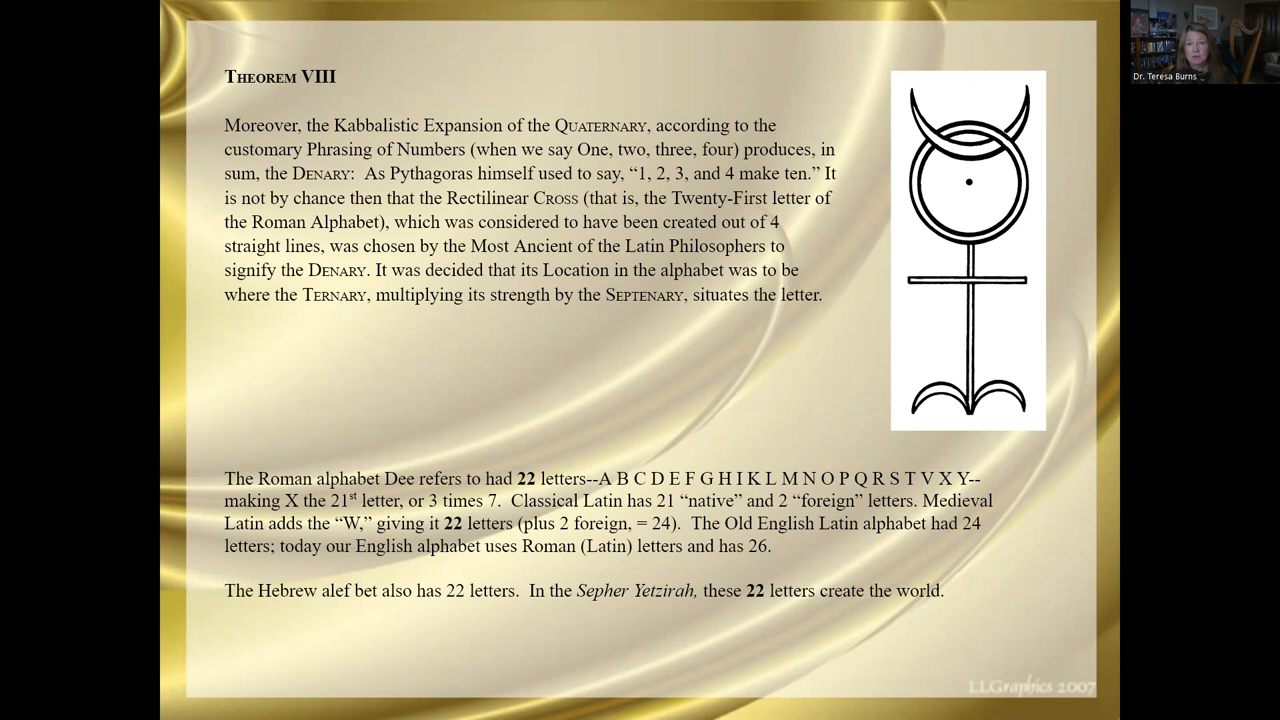 THEOREM VIII
Moreover, the Kabbalistic Expansion of the QUATERNARY, according to the
customary Phrasing of Numbers (when we say One, two, three, four) produces, in
sum, the DENARY:  As Pythagoras himself used to say, “1, 2, 3, and 4 make ten.” It
is not by chance then that the Rectilinear CROSS (that is, the Twenty-First letter of
the Roman Alphabet), which was considered to have been created out of 4
straight lines, was chosen by the Most Ancient of the Latin Philosophers to
signify the DENARY. It was decided that its Location in the alphabet was to be
where the TERNARY, multiplying its strength by the SEPTENARY, situates the letter.
The Roman alphabet Dee refers to had 22 letters--A B C D E F G H I K L M N O P Q R S T V X Y--
making X the 21st letter, or 3 times 7.  Classical Latin has 21 “native” and 2 “foreign” letters. Medieval
Latin adds the “W,” giving it 22 letters (plus 2 foreign, = 24).  The Old English Latin alphabet had 24
letters; today our English alphabet uses Roman (Latin) letters and has 26.
The Hebrew alef bet also has 22 letters.  In the Sepher Yetzirah, these 22 letters create the world.
LLGraphics 2007
Dr. Teresa Burns